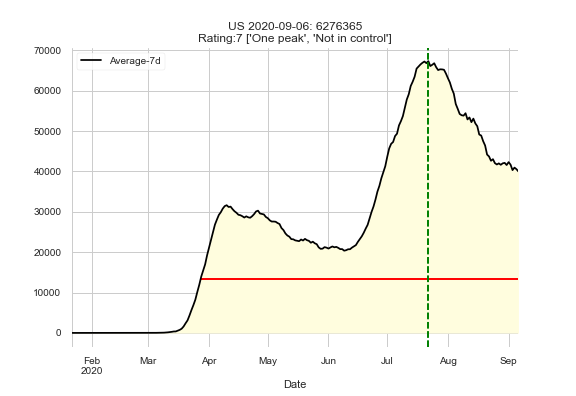 US 2020-09-06: 6276365
Rating:7 ['One peak', 'Not in control']
70000
Average-7d
60000
50000
40000
30000
20000
10000
0
Feb Mar Apr May Jun Jul Aug Sep
2020
Date